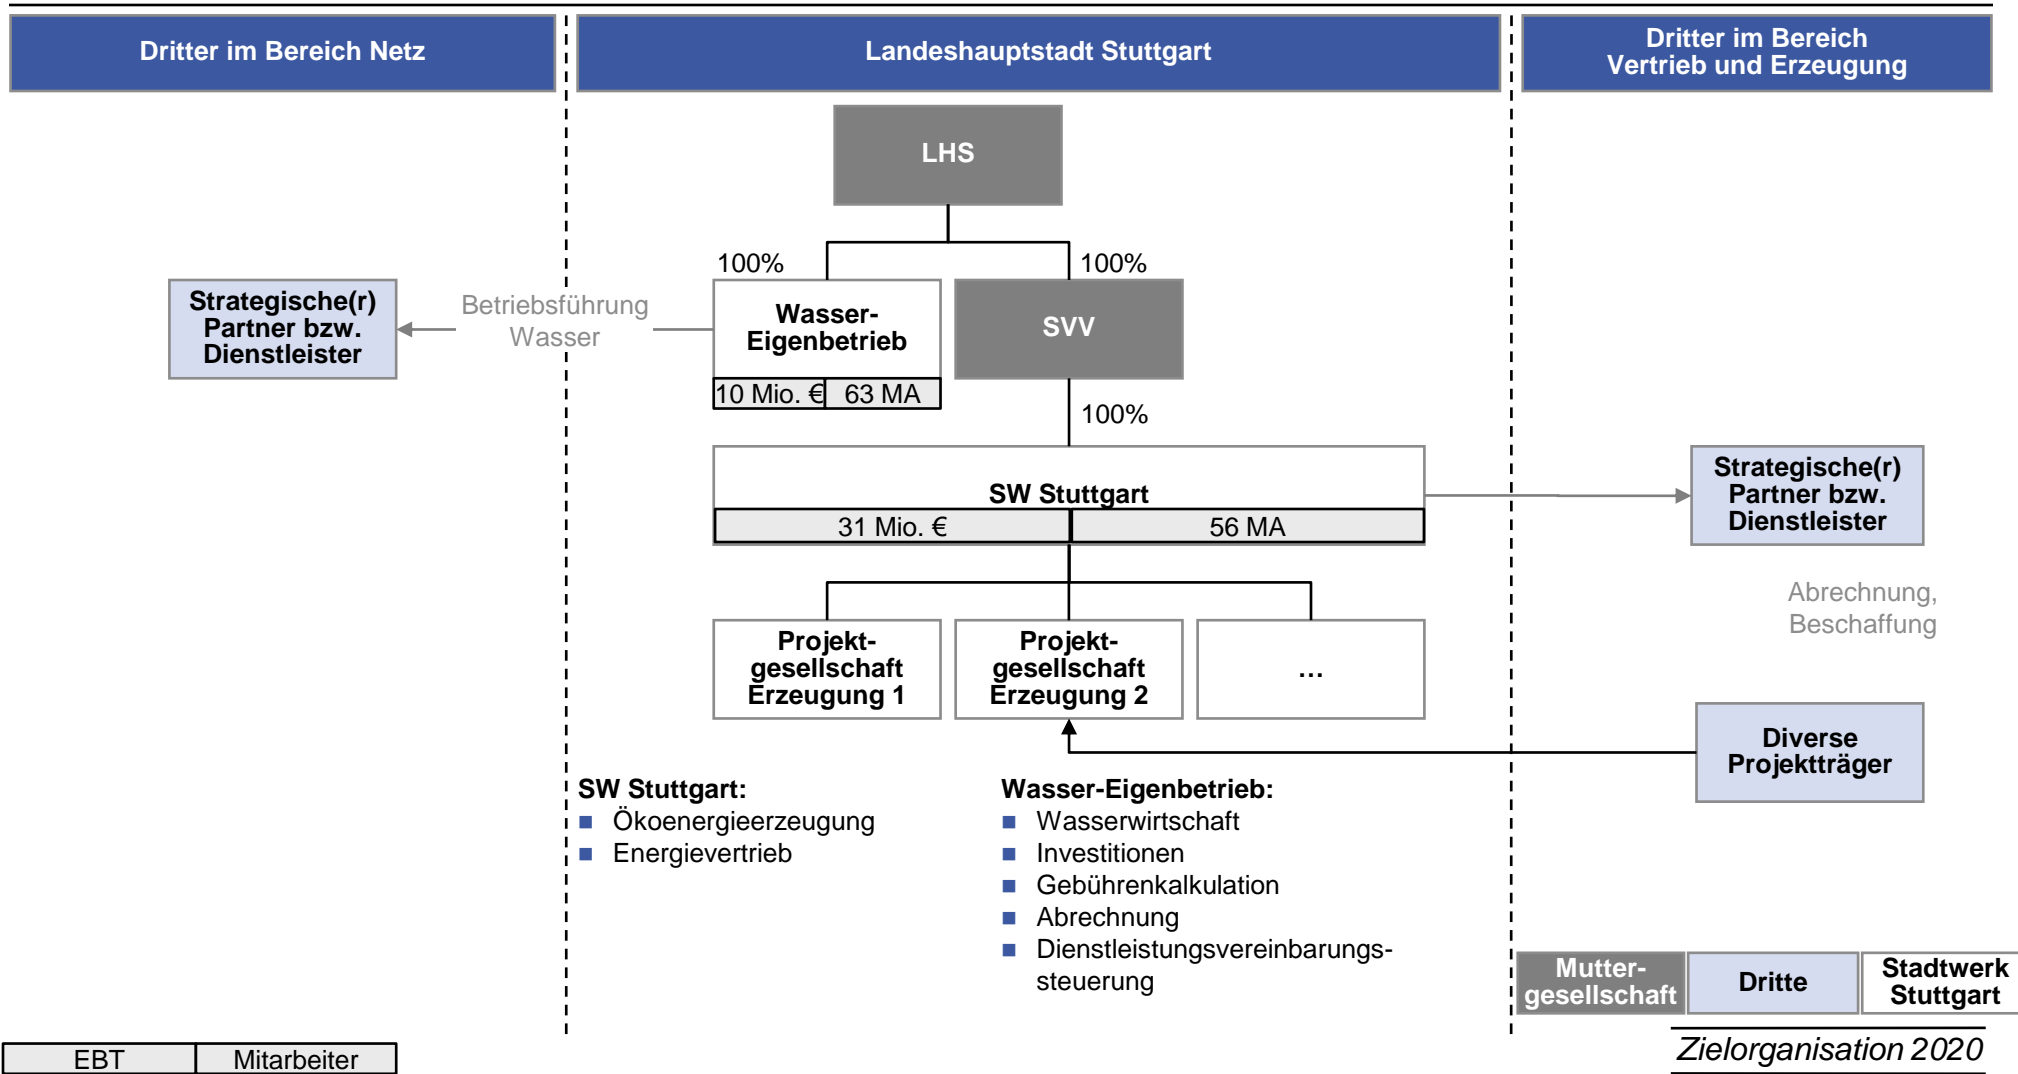 Dritter im Bereich Netz
Landeshauptstadt Stuttgart
Dritter im Bereich
Vertrieb und Erzeugung
LHS
100%
100%
Strategische(r)
Partner bzw.
Dienstleister
Betriebsführung
Wasser
Wasser-
Eigenbetrieb
10 Mio. € 63 MA
SVV
100%
SW Stuttgart
31 Mio. € 56 MA
Strategische(r)
Partner bzw.
Dienstleister
Abrechnung,
Beschaffung
Projekt-
gesellschaft
Erzeugung 1
Projekt-
gesellschaft
Erzeugung 2
...
Diverse
Projektträger
SW Stuttgart:
Ökoenergieerzeugung
Energievertrieb
Wasser-Eigenbetrieb:
Wasserwirtschaft
Investitionen
Gebührenkalkulation
Abrechnung
Dienstleistungsvereinbarungs-
steuerung
Mutter-
gesellschaft
Dritte
Stadtwerk
Stuttgart
EBT Mitarbeiter
Zielorganisation 2020